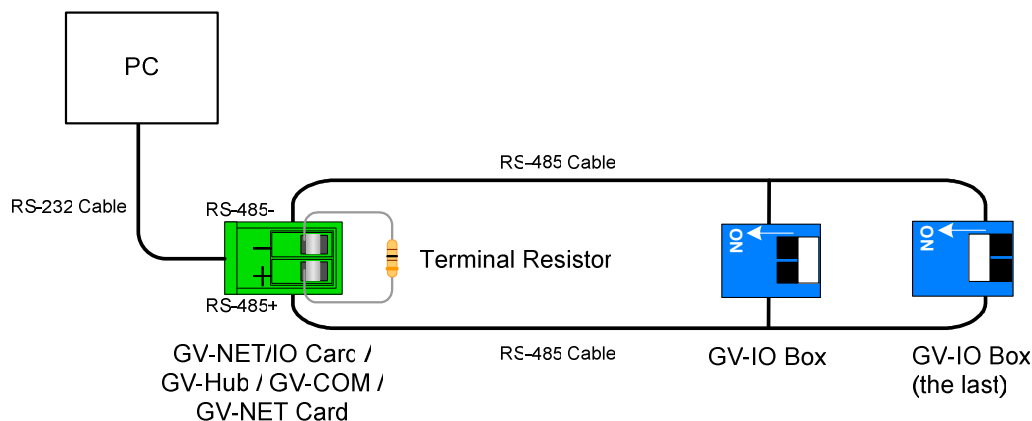 PC
RS-485 Cable
RS-232 Cable
RS-485-
ON
ON
Terminal Resistor
RS-485+
RS-485 Cable
GV-NET/IO Card /
GV-Hub / GV-COM /
GV-NET Card
GV-IO Box
GV-IO Box
(the last)